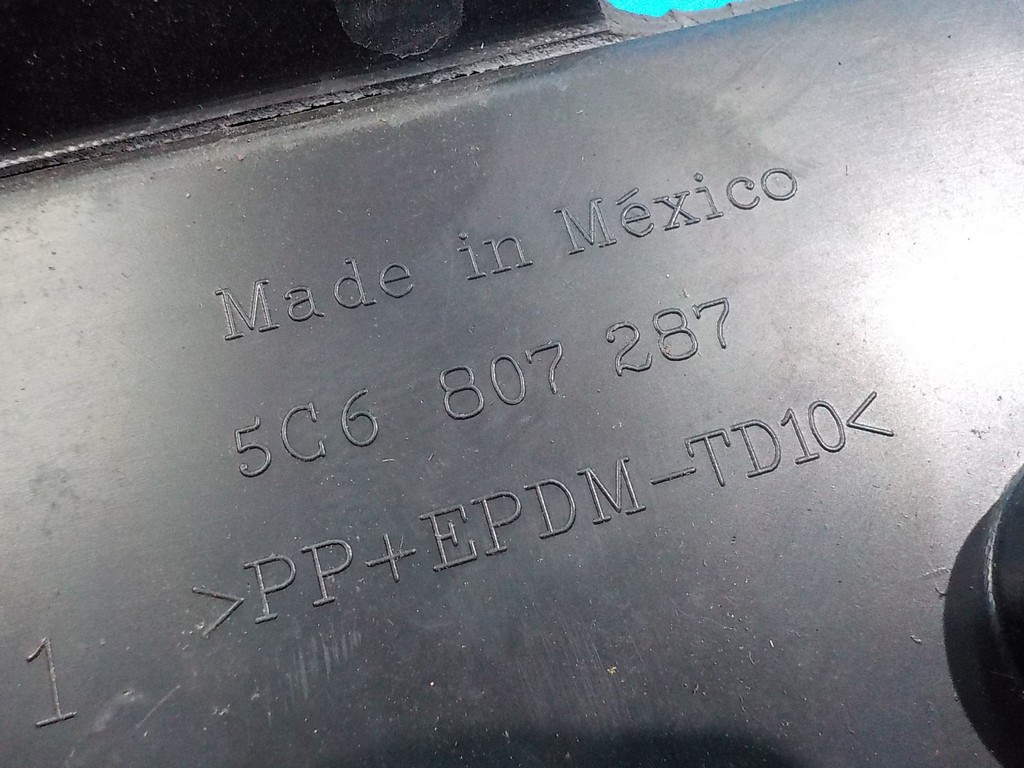 Made in México
5C6 807 287
>PP+EPDM-TD10<
1